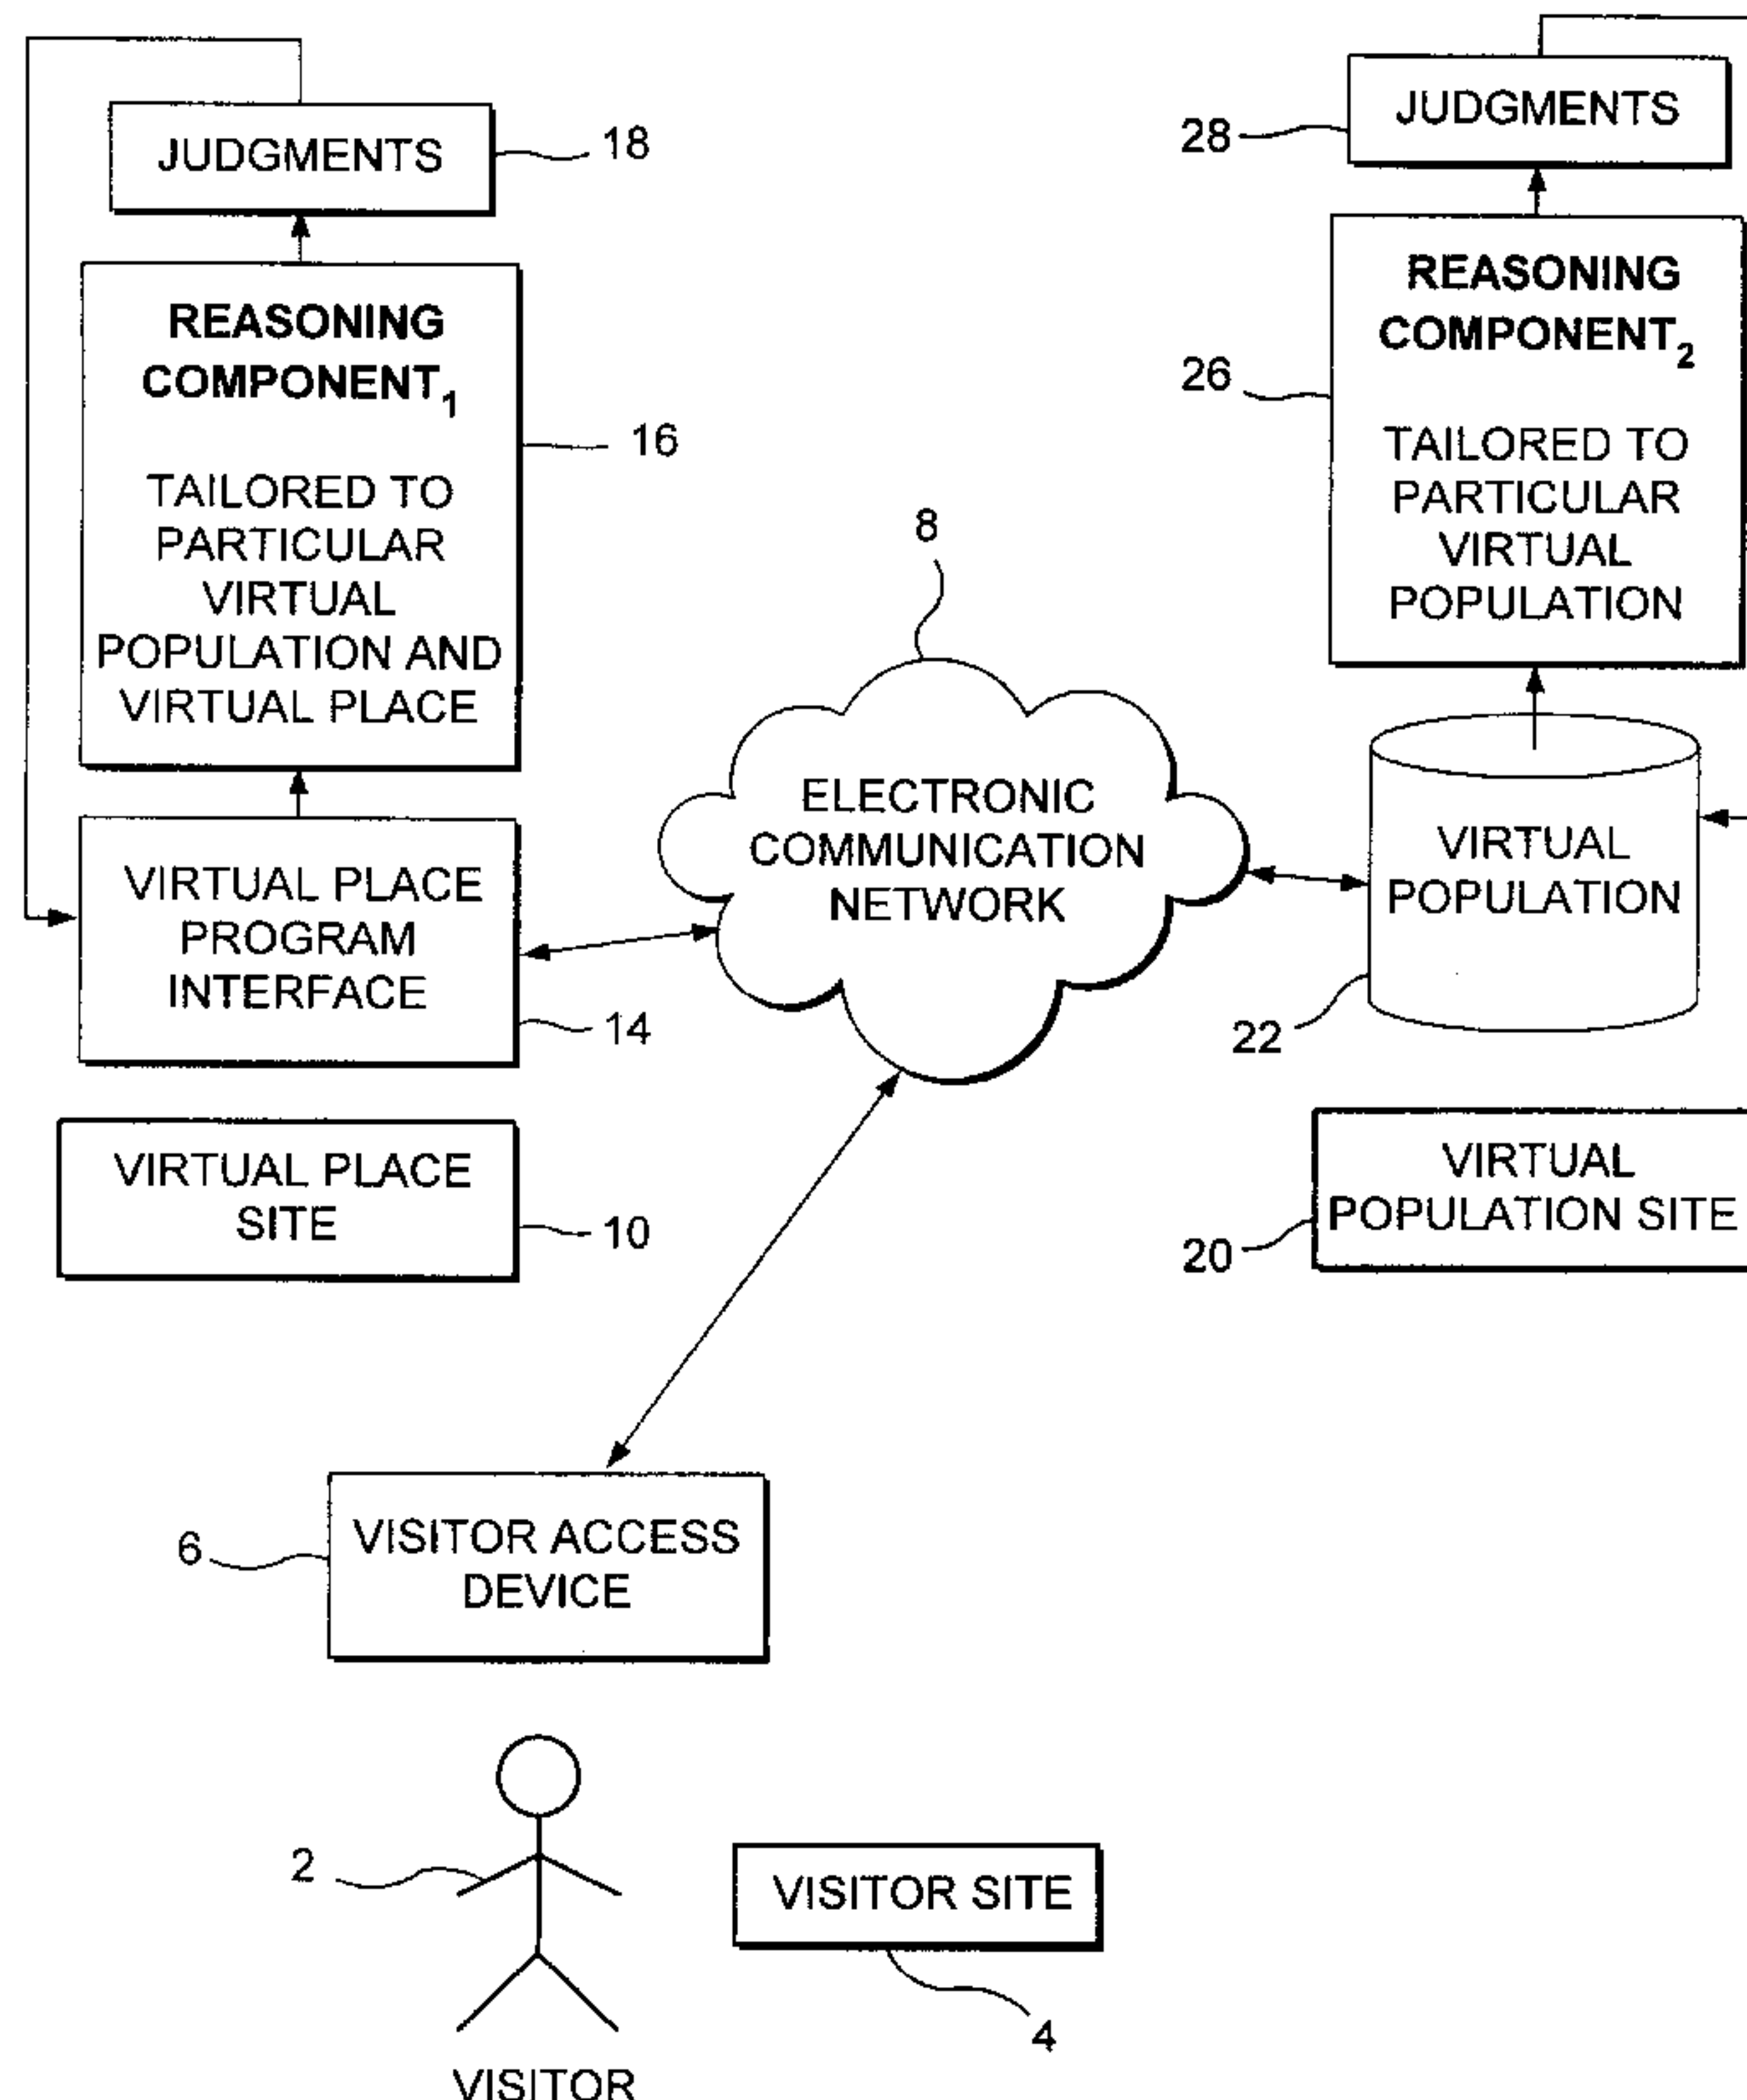 JUDGMENTS
18
REASONING
COMPONENT1
TAILORED TO
PARTICULAR
VIRTUAL
POPULATION AND
VIRTUAL PLACE
16
VIRTUAL PLACE
PROGRAM
INTERFACE
14
VIRTUAL PLACE
SITE
10
8
ELECTRONIC
COMMUNICATION
NETWORK
JUDGMENTS
28
REASONING
COMPONENT2
TAILORED TO
PARTICULAR
VIRTUAL
POPULATION
26
VIRTUAL
POPULATION
22
VIRTUAL
POPULATION SITE
20
VISITOR ACCESS
DEVICE
6
2
VISITOR SITE
4
VISITOR